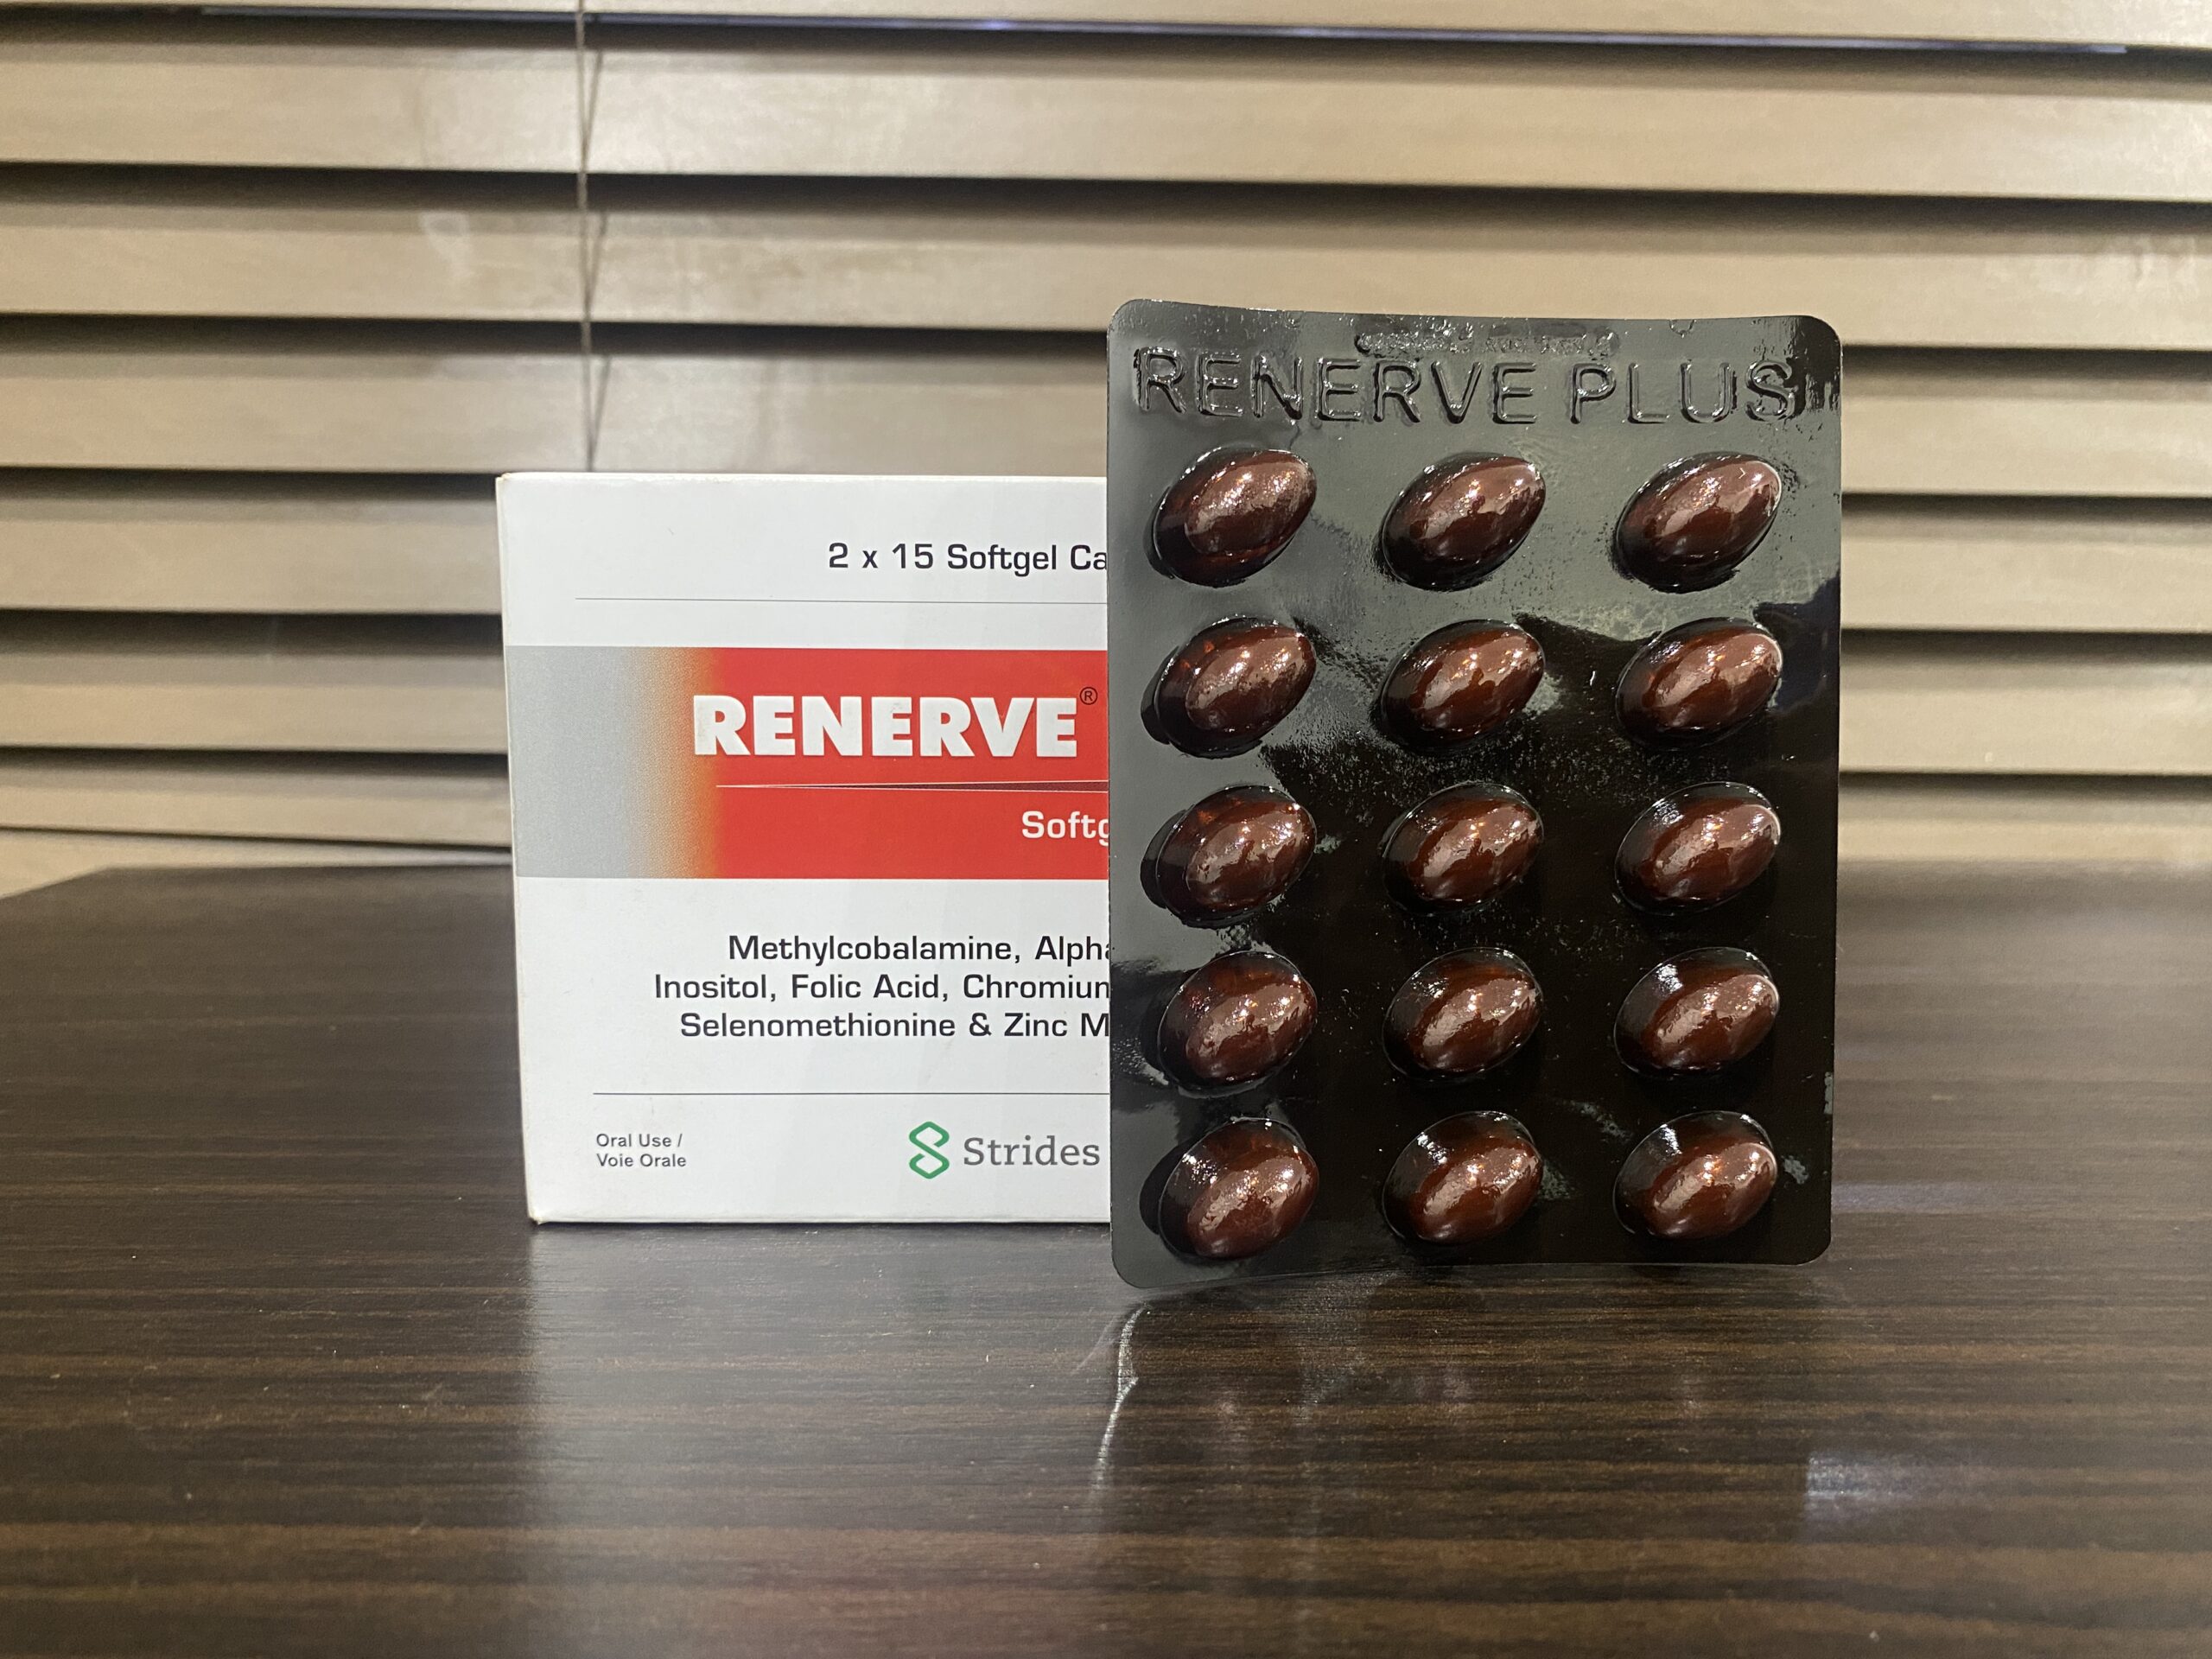 2 x 15 Softgel Ca
RENERVE®
Softg
Methylcobalamine, Alpha
Inositol, Folic Acid, Chromium
Selenomethionine & Zinc M
Oral Use /
Voie Orale
Strides
RENERVE PLUS